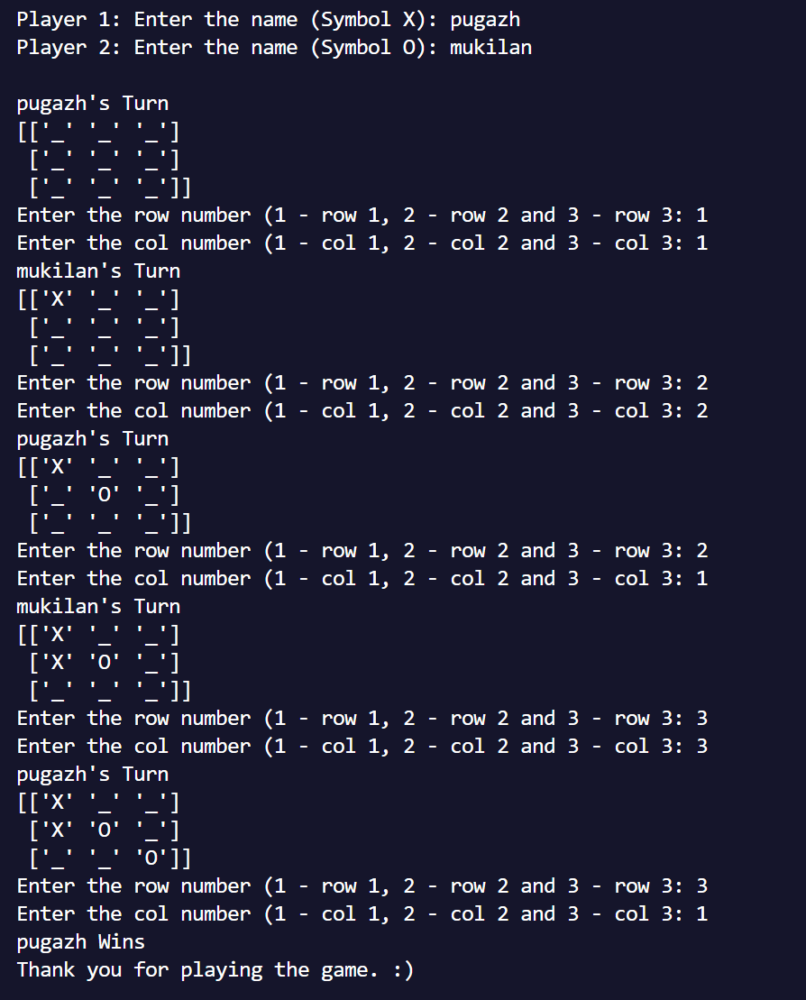 Player 1: Enter the name (Symbol X): pugazh
Player 2: Enter the name (Symbol O): mukilan

pugazh's Turn
[['_' '_' '_']
 ['_' '_' '_']
 ['_' '_' '_']]
Enter the row number (1 - row 1, 2 - row 2 and 3 - row 3: 1
Enter the col number (1 - col 1, 2 - col 2 and 3 - col 3: 1
mukilan's Turn
[['X' '_' '_']
 ['_' '_' '_']
 ['_' '_' '_']]
Enter the row number (1 - row 1, 2 - row 2 and 3 - row 3: 2
Enter the col number (1 - col 1, 2 - col 2 and 3 - col 3: 2
pugazh's Turn
[['X' '_' '_']
 ['_' 'O' '_']
 ['_' '_' '_']]
Enter the row number (1 - row 1, 2 - row 2 and 3 - row 3: 2
Enter the col number (1 - col 1, 2 - col 2 and 3 - col 3: 1
mukilan's Turn
[['X' '_' '_']
 ['X' 'O' '_']
 ['_' '_' '_']]
Enter the row number (1 - row 1, 2 - row 2 and 3 - row 3: 3
Enter the col number (1 - col 1, 2 - col 2 and 3 - col 3: 3
pugazh's Turn
[['X' '_' '_']
 ['X' 'O' '_']
 ['_' '_' 'O']]
Enter the row number (1 - row 1, 2 - row 2 and 3 - row 3: 3
Enter the col number (1 - col 1, 2 - col 2 and 3 - col 3: 1
pugazh Wins
Thank you for playing the game. :)